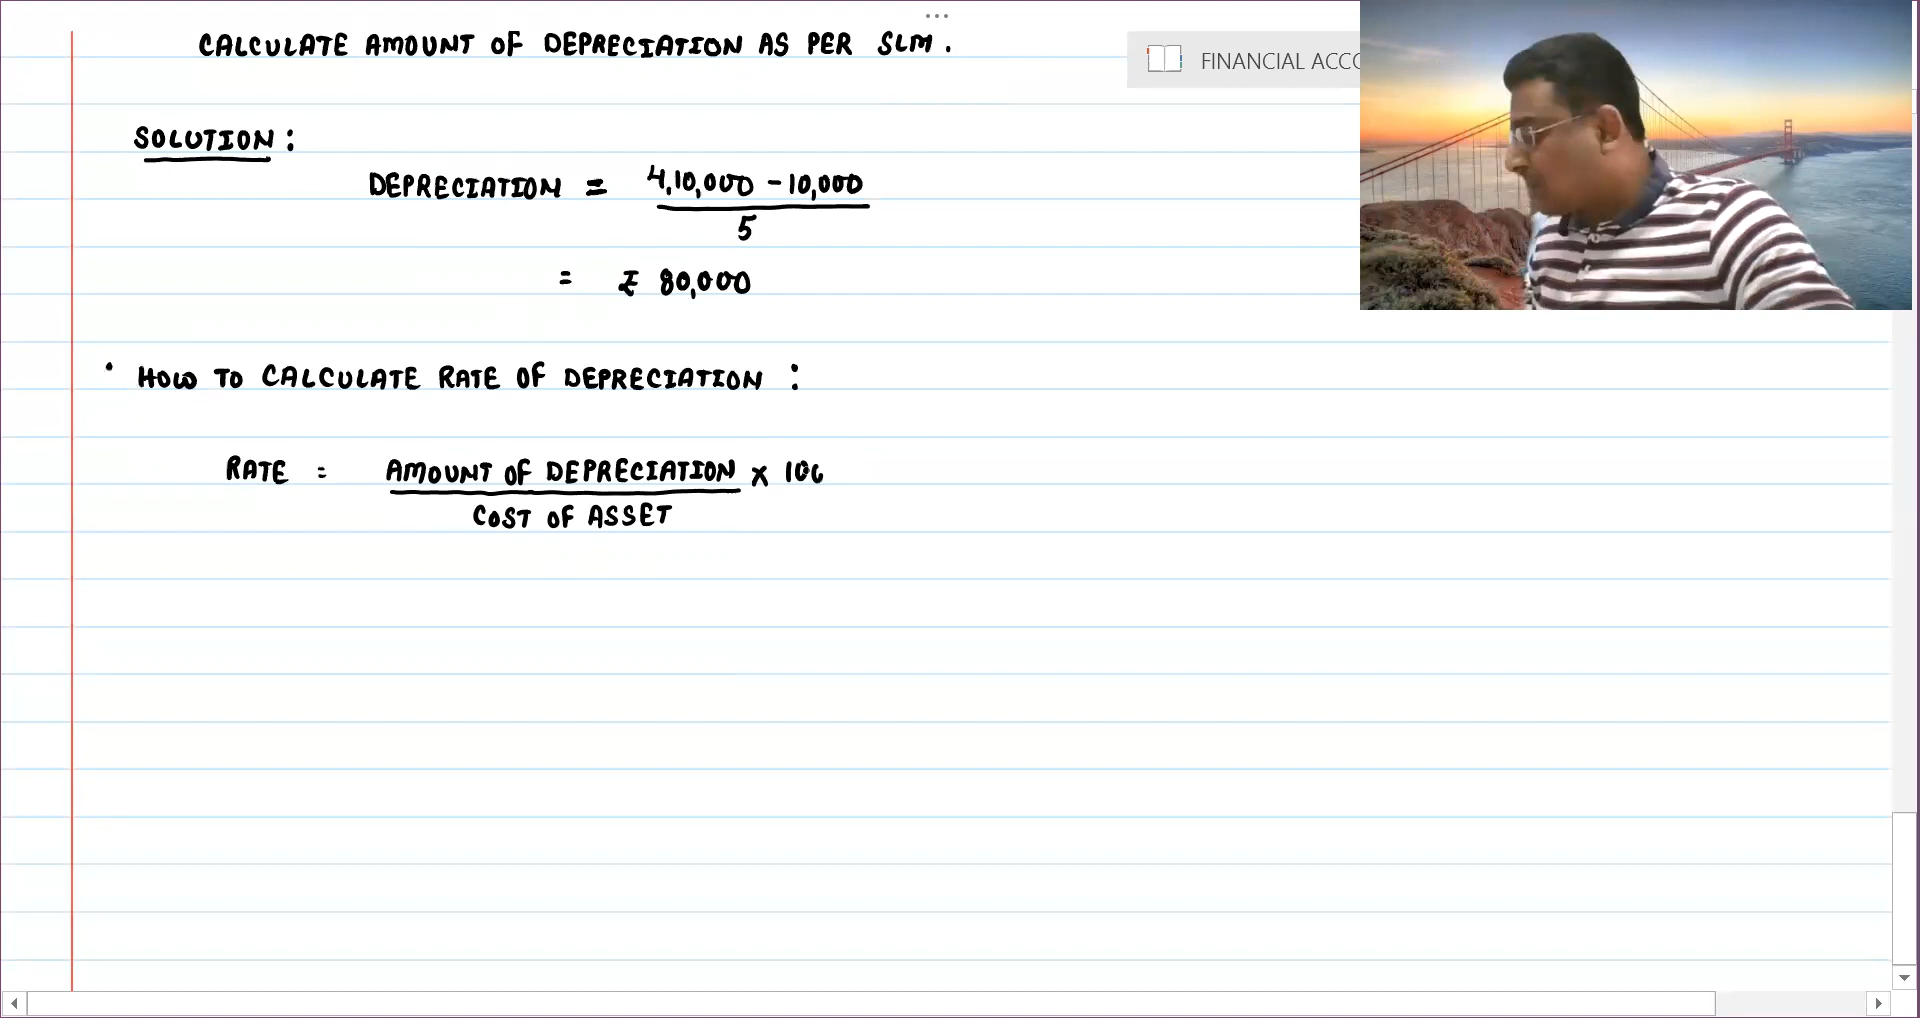 CALCULATE AMOUNT OF DEPRECIATION AS PER SLM.
FINANCIAL ACCO
SOLUTION:
DEPRECIATION = 4,10,000 - 10,000
5
= ₹ 80,000
• HOW TO CALCULATE RATE OF DEPRECIATION :
RATE = AMOUNT OF DEPRECIATION x 100
COST OF ASSET